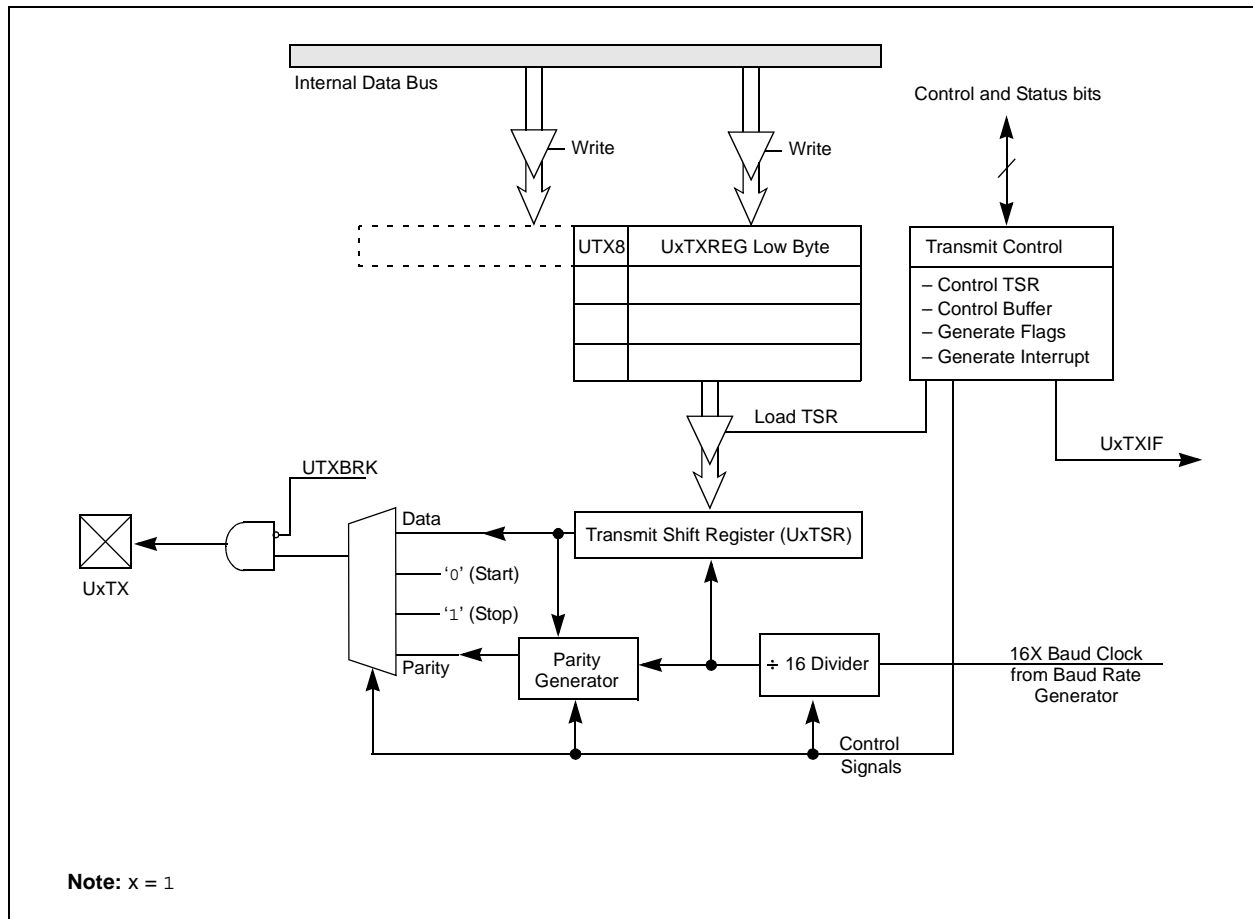 Internal Data Bus
Control and Status bits
Write
Write
UTX8
UxTXREG Low Byte
Transmit Control
– Control TSR
– Control Buffer
– Generate Flags
– Generate Interrupt
Load TSR
UxTXIF
UTXBRK
Data
Transmit Shift Register (UxTSR)
UxTX
‘0’ (Start)
‘1’ (Stop)
Parity
Parity
Generator
÷ 16 Divider
16X Baud Clock
from Baud Rate
Generator
Control
Signals
Note: x = 1